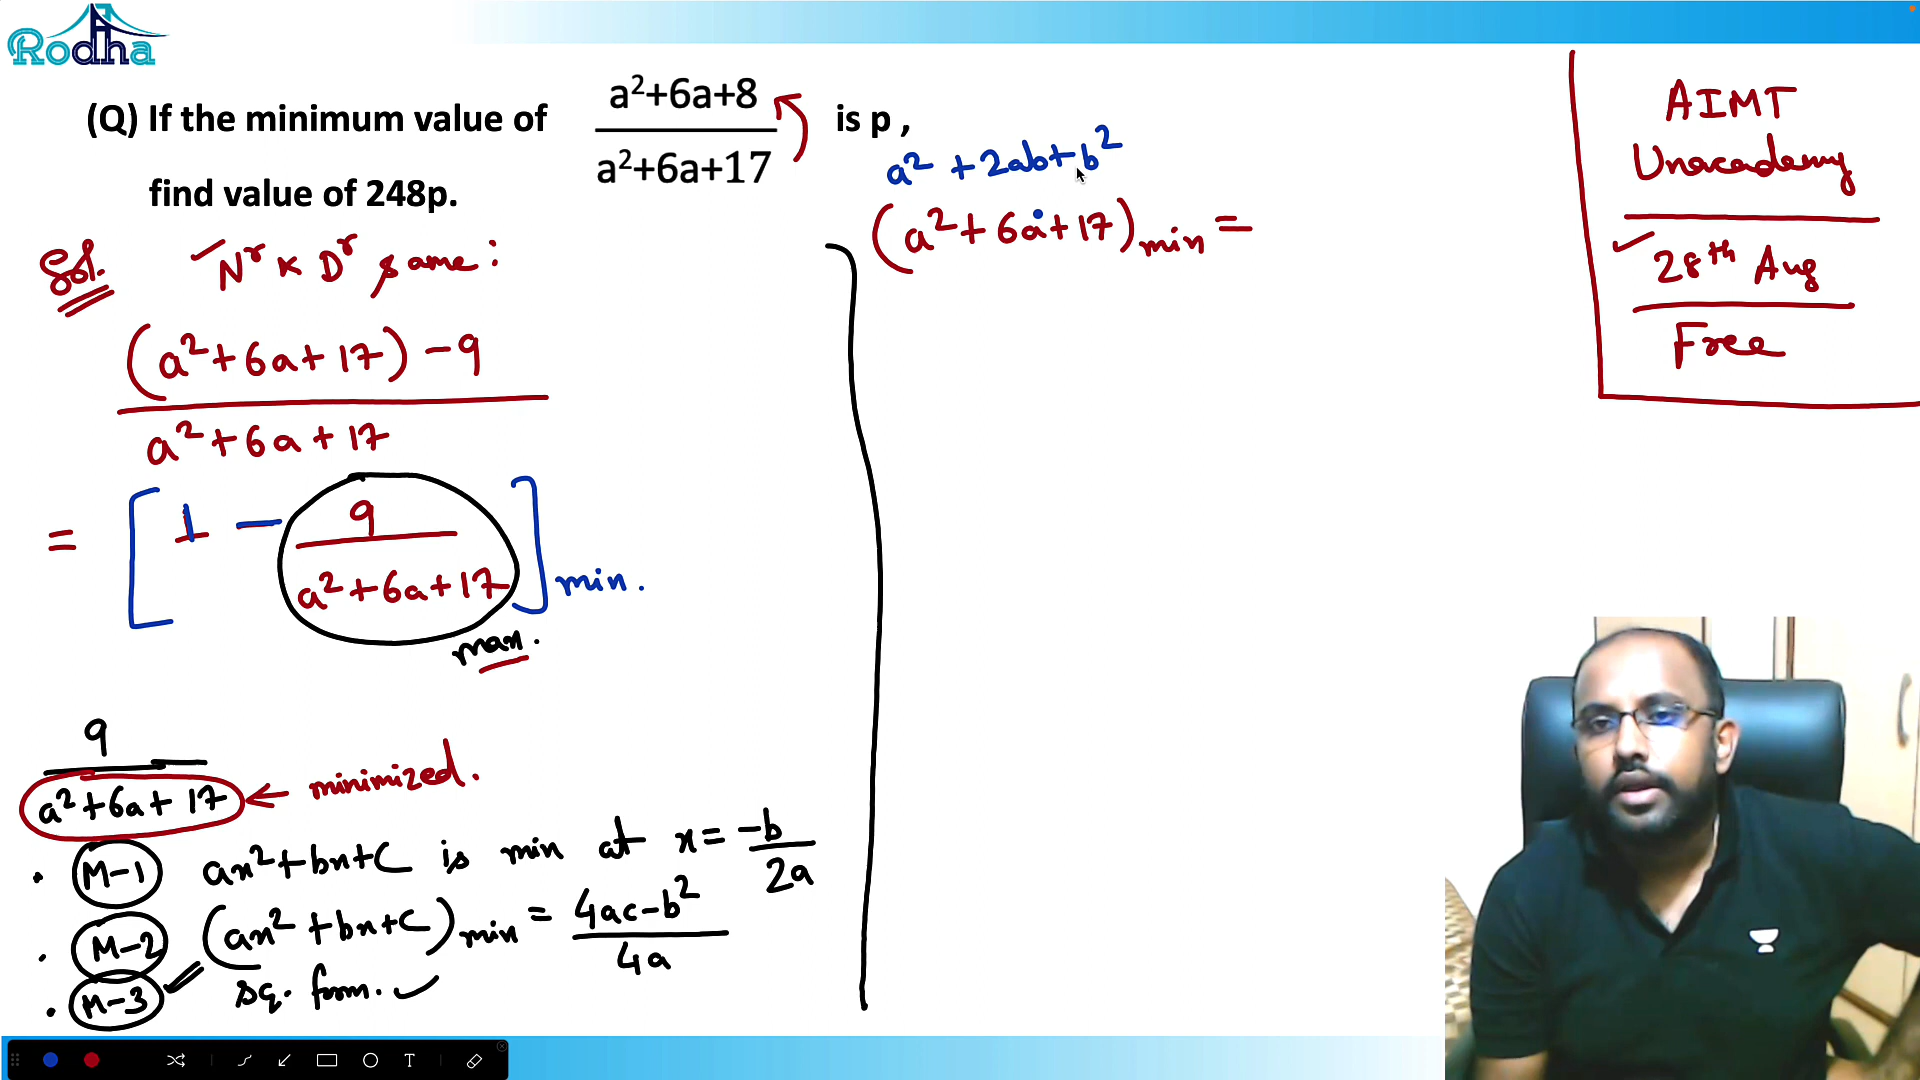 Rodha
(Q) If the minimum value of
a²+6a+8
a²+6a+17
is p ,
find value of 248p.
Sol.
Nʳ & Dʳ same:
(a²+6a+17) -9
a²+6a+17
= [1 - 9
a²+6a+17] min.
max.
9
a²+6a+17 ← minimized.
. M-1 ax²+bx+c is min at x = -b
2a
. M-2 (ax²+bx+c) min = 4ac-b²
4a
. M-3 ✓ sq. form. ✓
a² +2ab+b²
(a²+6a+17) min =
AIMT
Unacademy
✓ 28th Aug
Free
T